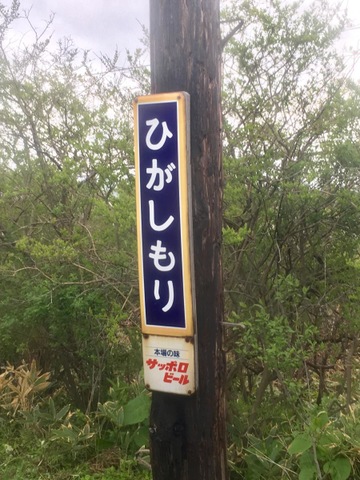 ひがしもり
本場の味
サッポロ
ビール